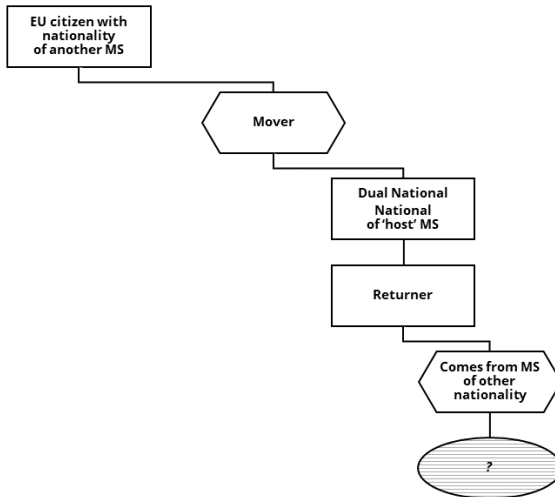 EU citizen with
nationality
of another MS
Mover
Dual National
National
of ‘host’ MS
Returner
Comes from MS
of other
nationality
?